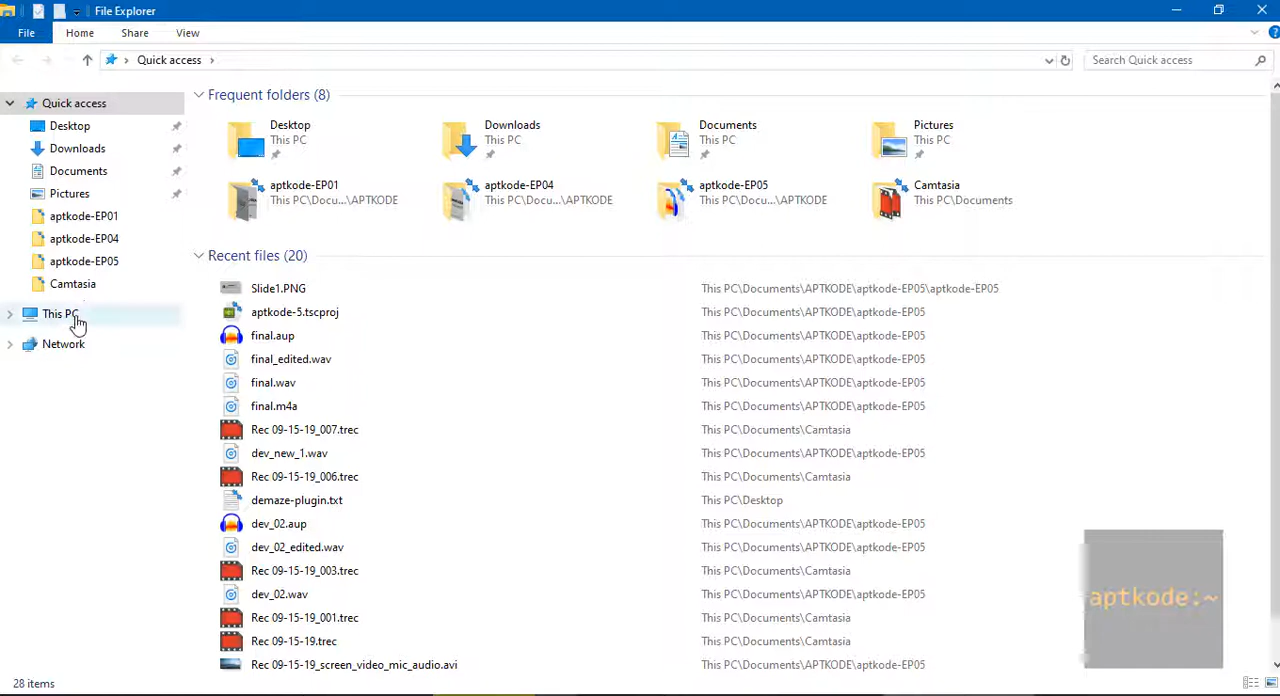 File Explorer
File Home Share View
Quick access
Search Quick access
Quick access
Desktop
Downloads
Documents
Pictures
aptkode-EP01
aptkode-EP04
aptkode-EP05
Camtasia
This PC
Network
Frequent folders (8)
Desktop
This PC
Downloads
This PC
Documents
This PC
Pictures
This PC
aptkode-EP01
This PC\Docu...\APTKODE
aptkode-EP04
This PC\Docu...\APTKODE
aptkode-EP05
This PC\Docu...\APTKODE
Camtasia
This PC\Documents
Recent files (20)
Slide1.PNG This PC\Documents\APTKODE\aptkode-EP05\aptkode-EP05
aptkode-5.tscproj This PC\Documents\APTKODE\aptkode-EP05
final.aup This PC\Documents\APTKODE\aptkode-EP05
final_edited.wav This PC\Documents\APTKODE\aptkode-EP05
final.wav This PC\Documents\APTKODE\aptkode-EP05
final.m4a This PC\Documents\APTKODE\aptkode-EP05
Rec 09-15-19_007.trec This PC\Documents\Camtasia
dev_new_1.wav This PC\Documents\APTKODE\aptkode-EP05
Rec 09-15-19_006.trec This PC\Documents\Camtasia
demaze-plugin.txt This PC\Desktop
dev_02.aup This PC\Documents\APTKODE\aptkode-EP05
dev_02_edited.wav This PC\Documents\APTKODE\aptkode-EP05
Rec 09-15-19_003.trec This PC\Documents\Camtasia
dev_02.wav This PC\Documents\APTKODE\aptkode-EP05
Rec 09-15-19_001.trec This PC\Documents\Camtasia
Rec 09-15-19.trec This PC\Documents\Camtasia
Rec 09-15-19_screen_video_mic_audio.avi This PC\Documents\APTKODE\aptkode-EP05
aptkode:~
28 items